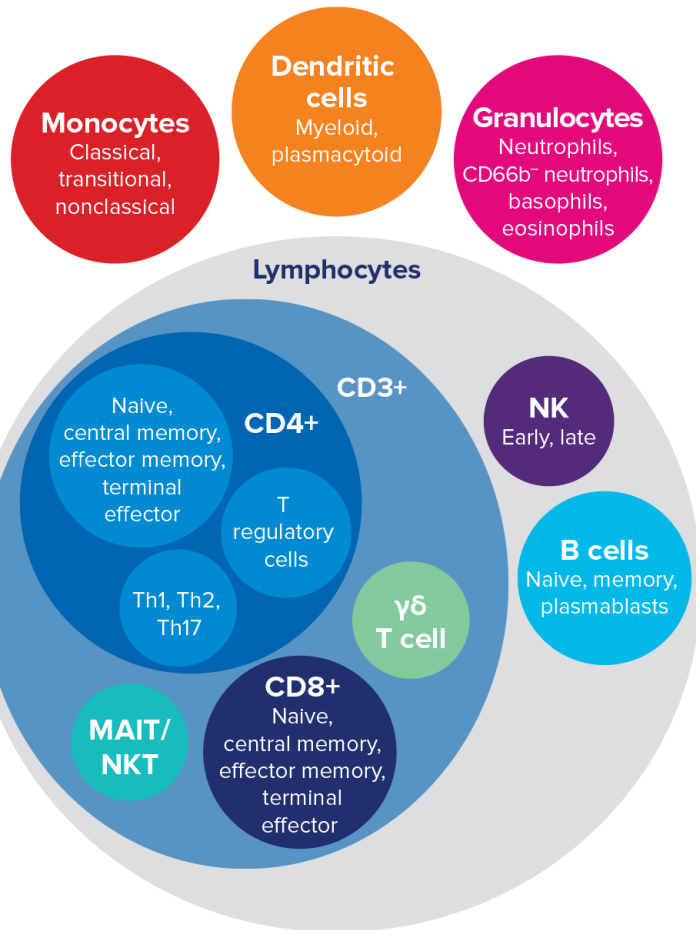 Monocytes
Classical,
transitional,
nonclassical
Dendritic
cells
Myeloid,
plasmacytoid
Granulocytes
Neutrophils,
CD66b⁻ neutrophils,
basophils,
eosinophils
Lymphocytes
CD3+
CD4+
Naive,
central memory,
effector memory,
terminal
effector
T
regulatory
cells
Th1, Th2,
Th17
NK
Early, late
B cells
Naive, memory,
plasmablasts
γδ
T cell
MAIT/
NKT
CD8+
Naive,
central memory,
effector memory,
terminal
effector